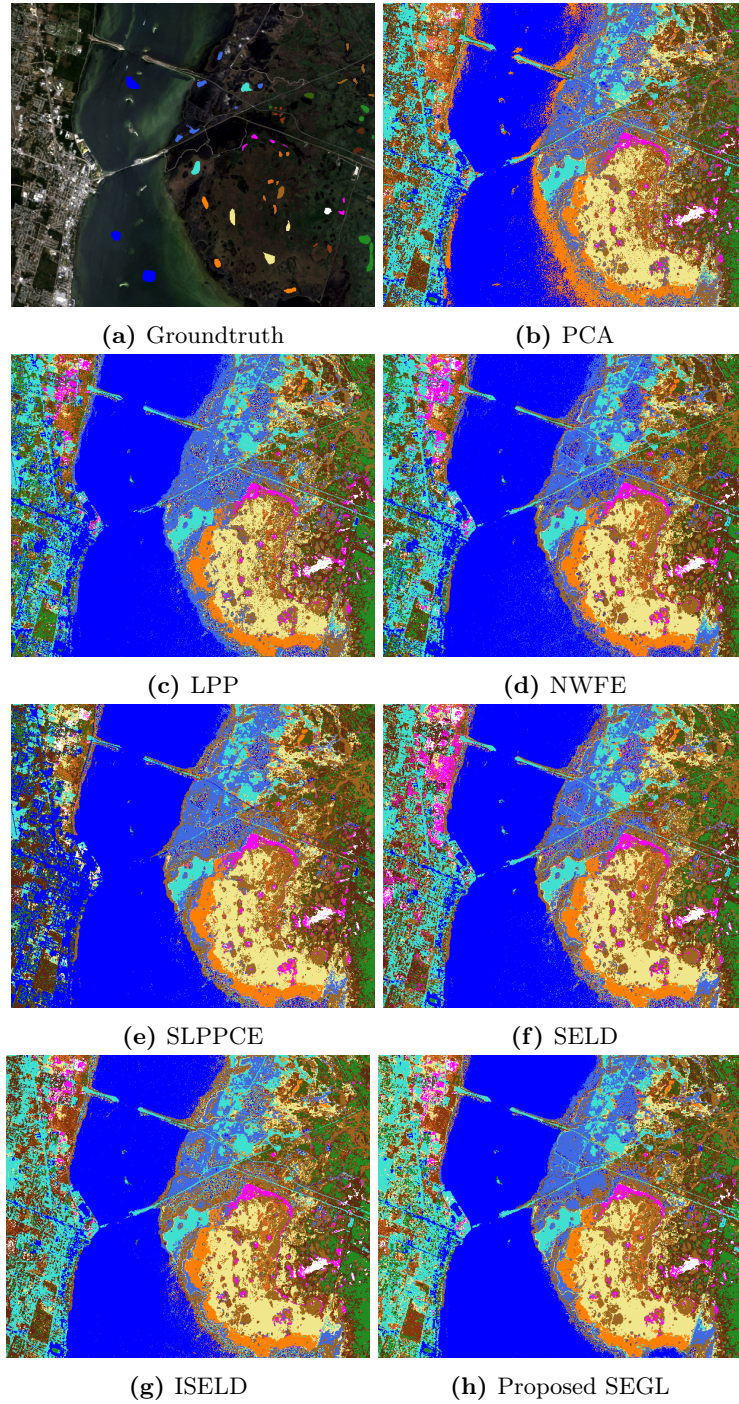 (a) Groundtruth
(b) PCA
(c) LPP
(d) NWFE
(e) SLPPCE
(f) SELD
(g) ISELD
(h) Proposed SEGL